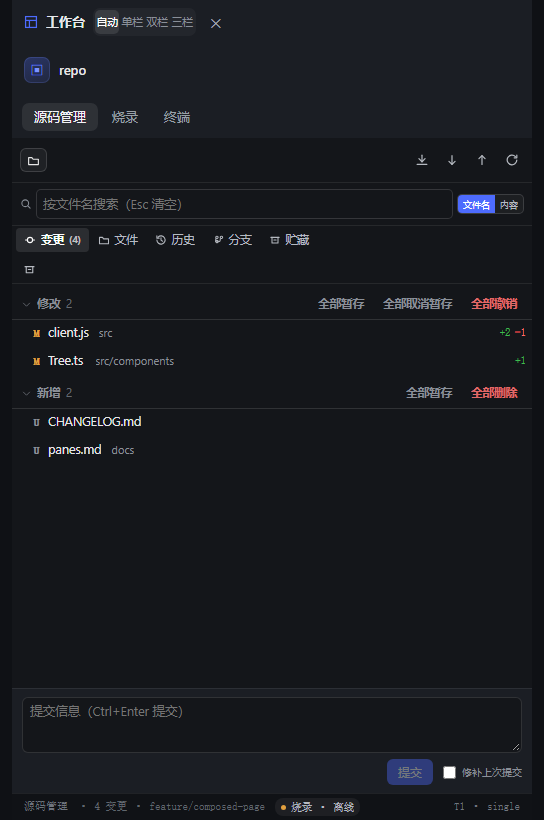 工作台 自动 单栏 双栏 三栏
repo
源码管理 烧录 终端
按文件名搜索（Esc 清空） 文件名 内容
变更 (4) 文件 历史 分支 贮藏
修改 2 全部暂存 全部取消暂存 全部撤销
M client.js src +2 −1
M Tree.ts src/components +1
新增 2 全部暂存 全部删除
U CHANGELOG.md
U panes.md docs
提交信息（Ctrl+Enter 提交）
提交 修补上次提交
源码管理 • 4 变更 • feature/composed-page 烧录 • 离线 T1 • single